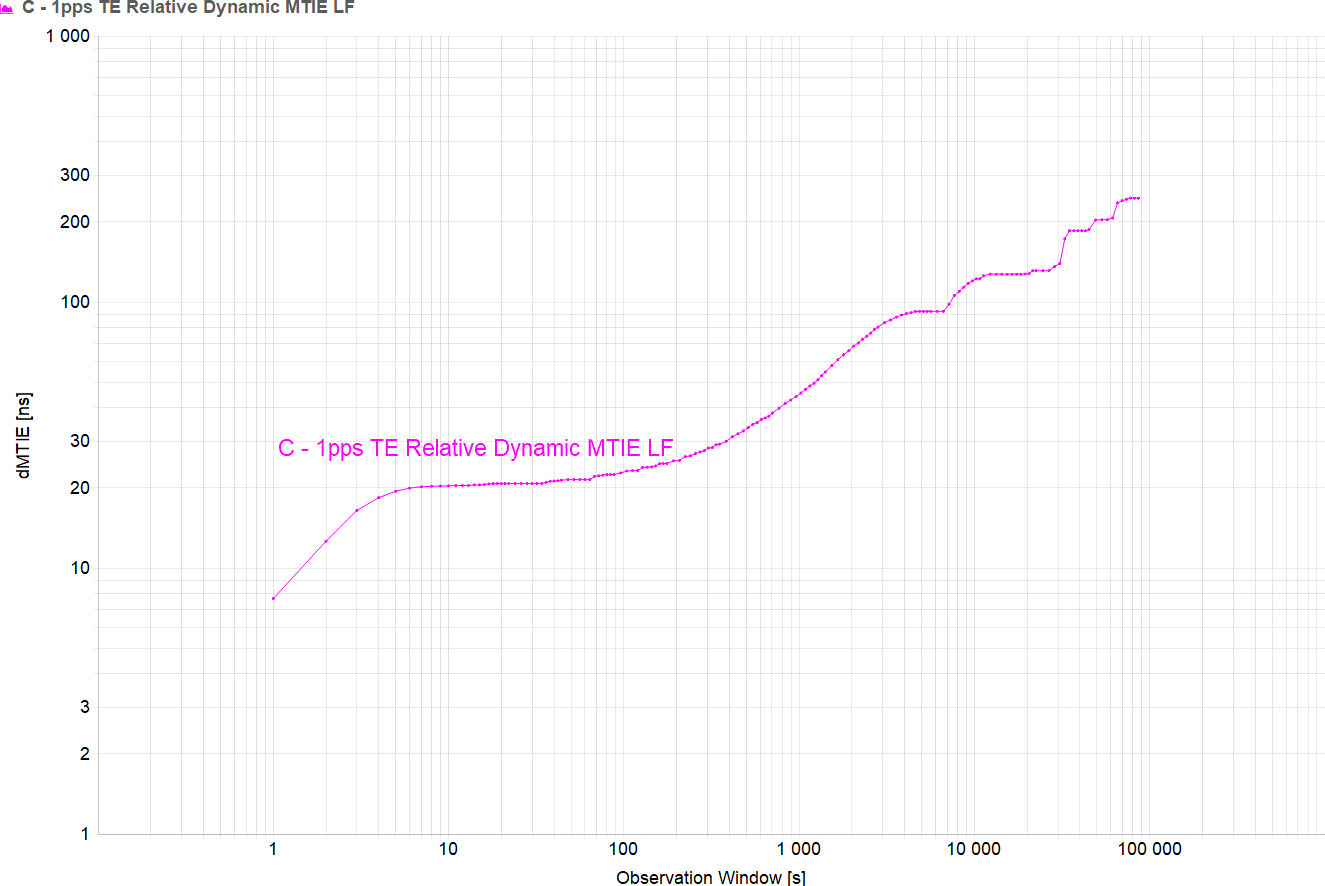 C - 1pps TE Relative Dynamic MTIE LF
1 000
300
200
100
30
20
10
3
2
1
dMTIE [ns]
C - 1pps TE Relative Dynamic MTIE LF
1 10 100 1 000 10 000 100 000
Observation Window [s]